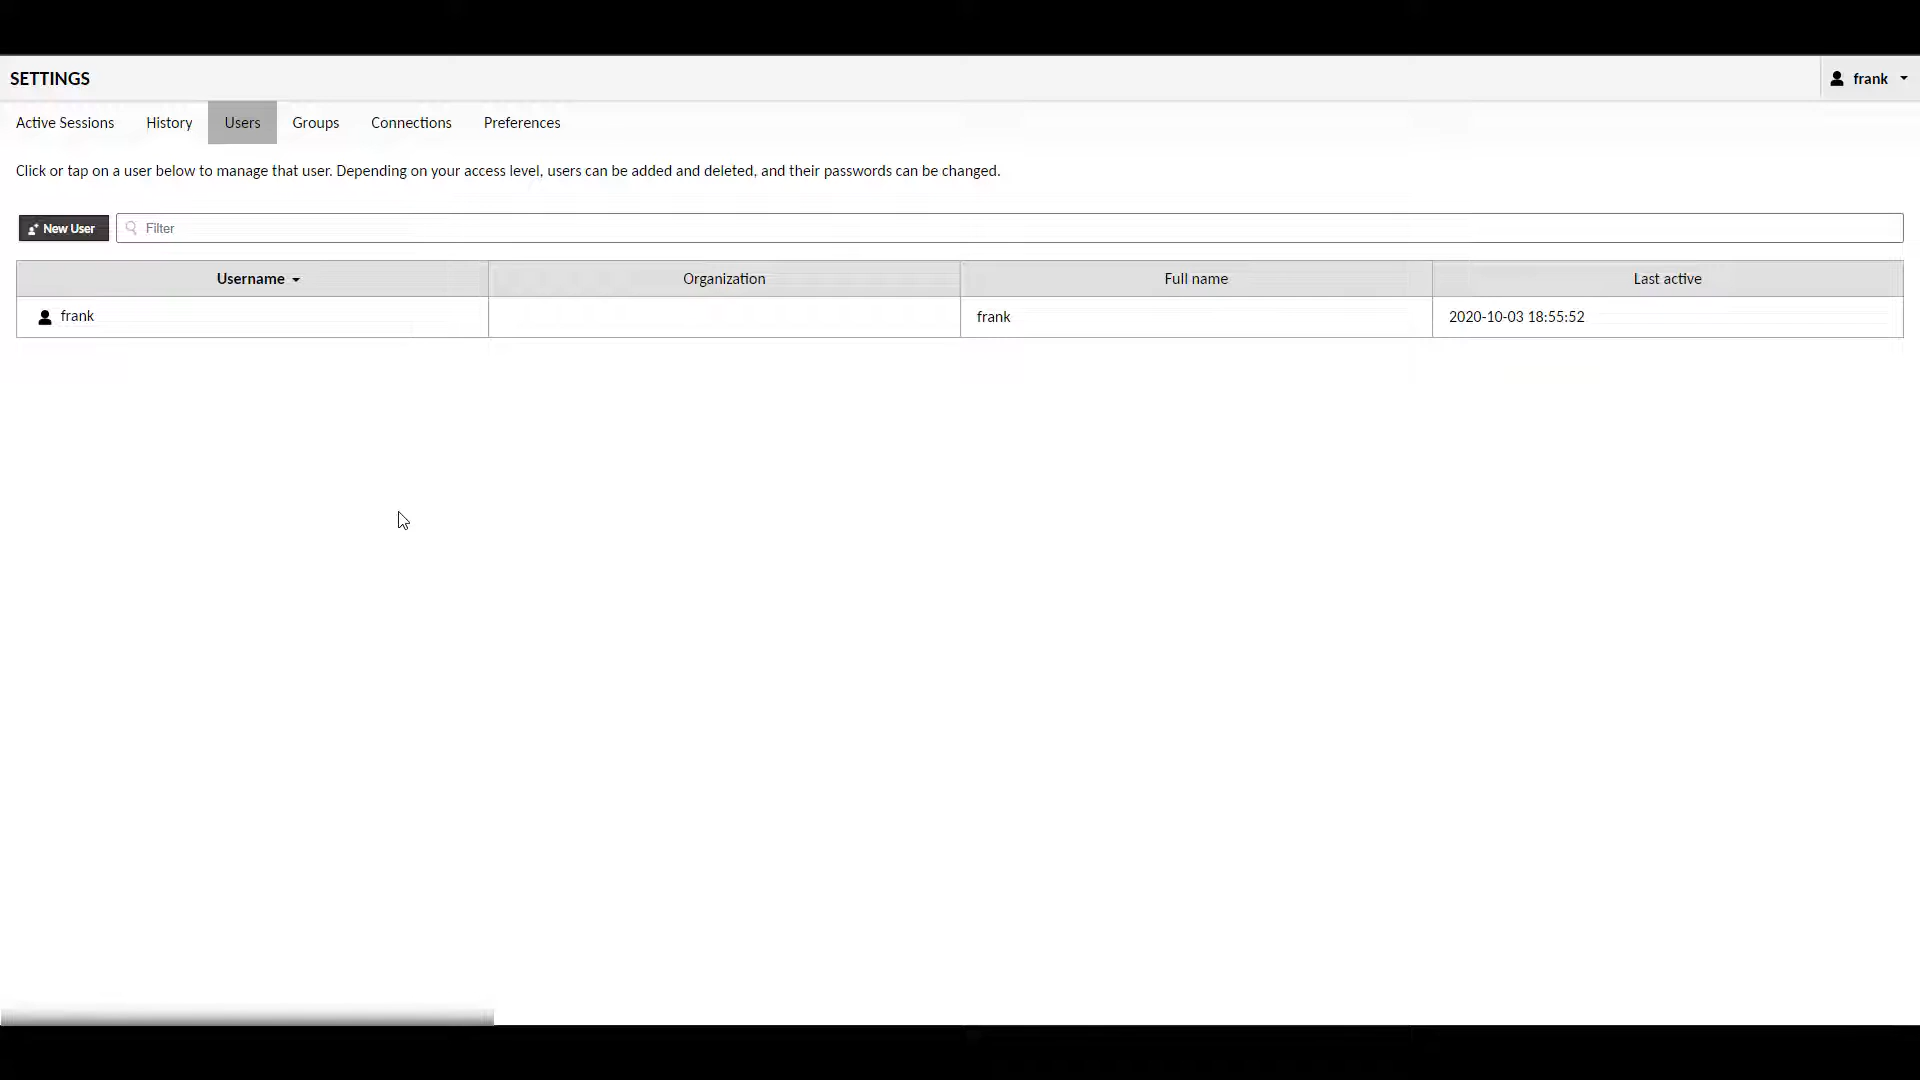 SETTINGS
frank
Active Sessions History Users Groups Connections Preferences
Click or tap on a user below to manage that user. Depending on your access level, users can be added and deleted, and their passwords can be changed.
New User Filter
Username Organization Full name Last active
frank frank 2020-10-03 18:55:52